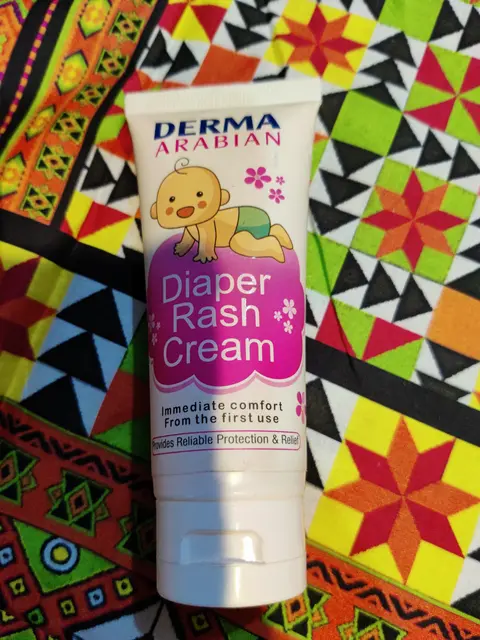 DERMA
ARABIAN
Diaper
Rash
Cream
Immediate comfort
From the first use
Provides Reliable Protection & Relief